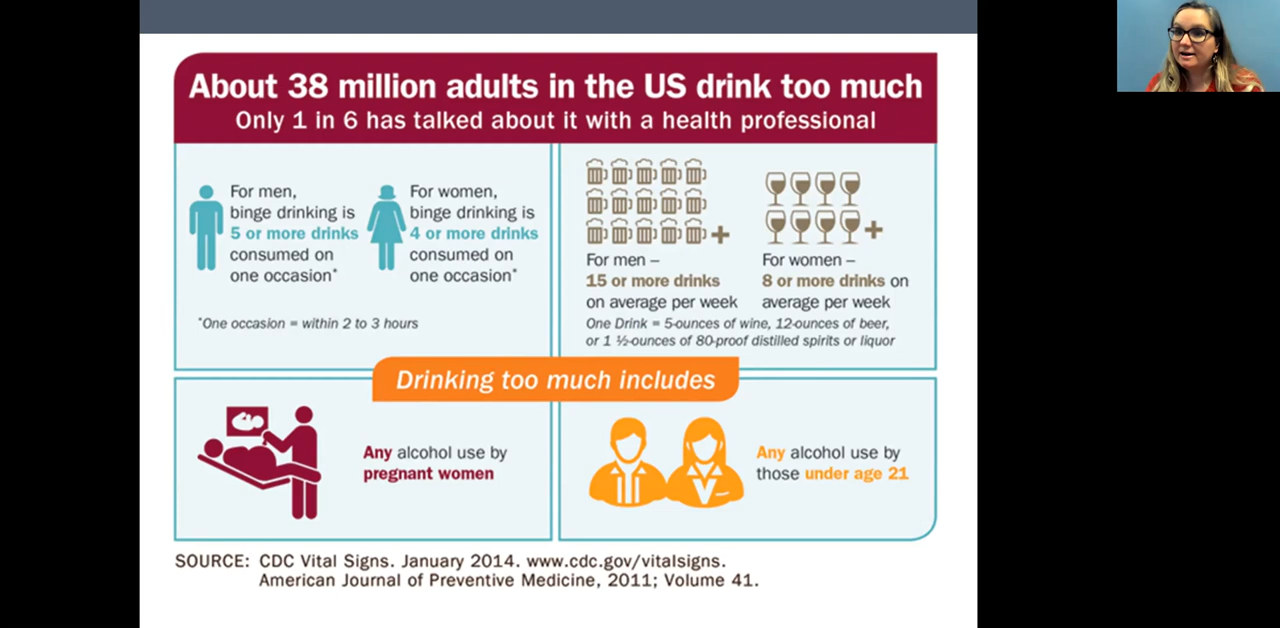 About 38 million adults in the US drink too much
Only 1 in 6 has talked about it with a health professional
For men,
binge drinking is
5 or more drinks
consumed on
one occasion*
For women,
binge drinking is
4 or more drinks
consumed on
one occasion*
*One occasion = within 2 to 3 hours
+
For men –
15 or more drinks
on average per week
+
For women –
8 or more drinks on
average per week
One Drink = 5-ounces of wine, 12-ounces of beer,
or 1 ½-ounces of 80-proof distilled spirits or liquor
Drinking too much includes
Any alcohol use by
pregnant women
Any alcohol use by
those under age 21
SOURCE: CDC Vital Signs. January 2014. www.cdc.gov/vitalsigns.
American Journal of Preventive Medicine, 2011; Volume 41.